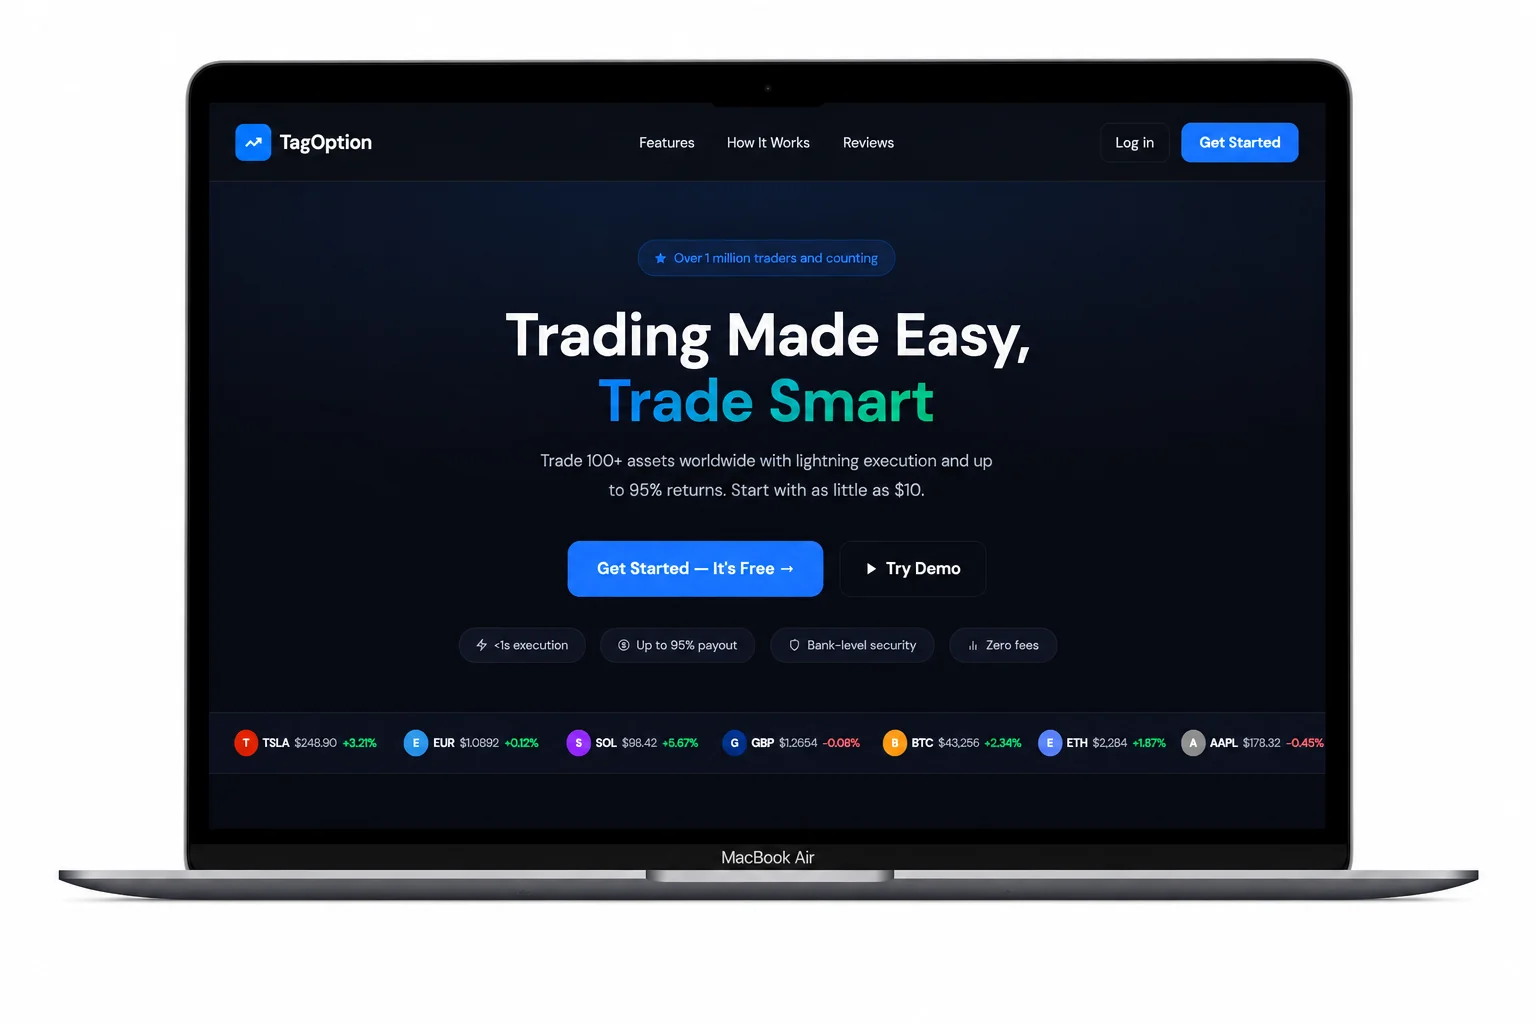 TagOption
Features
How It Works
Reviews
Log in
Get Started
★ Over 1 million traders and counting
Trading Made Easy,
Trade Smart
Trade 100+ assets worldwide with lightning execution and up
to 95% returns. Start with as little as $10.
Get Started — It's Free →
▶ Try Demo
<1s execution
Up to 95% payout
Bank-level security
Zero fees
T TSLA $248.90 +3.21%
E EUR $1.0892 +0.12%
S SOL $98.42 +5.67%
G GBP $1.2654 -0.08%
B BTC $43,256 +2.34%
E ETH $2,284 +1.87%
A AAPL $178.32 -0.45%
MacBook Air